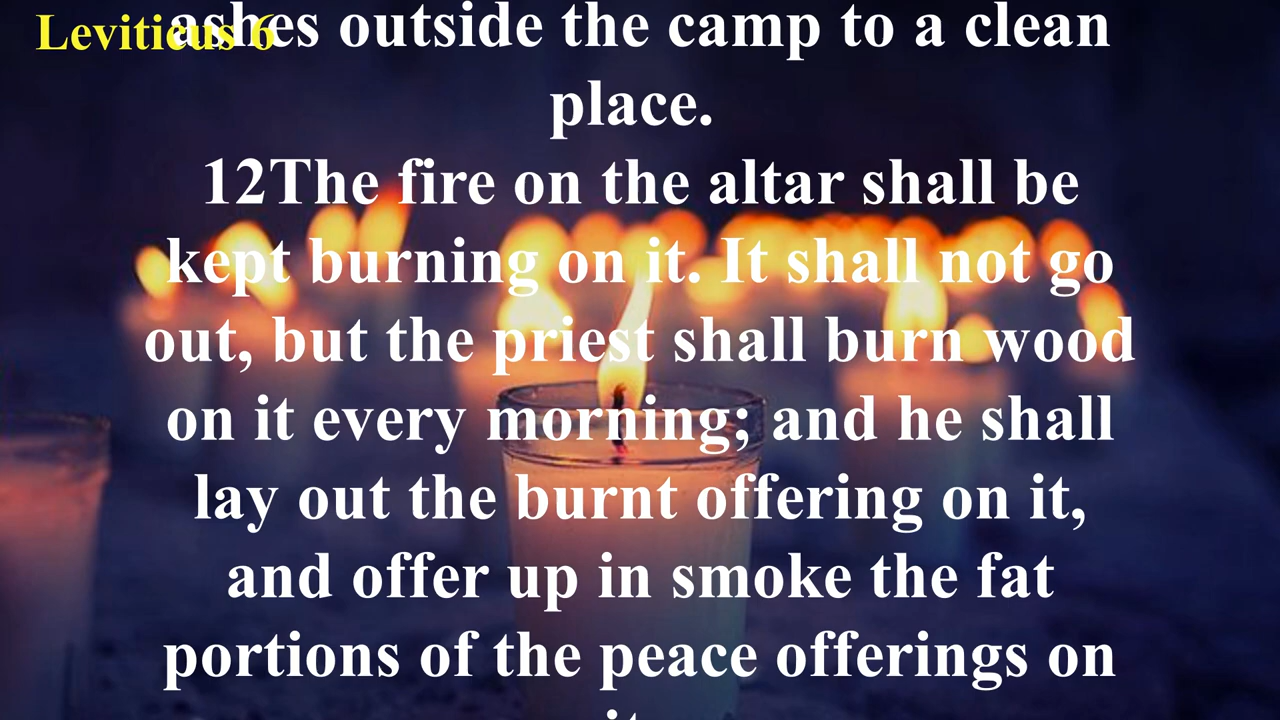 Leviticus 6
ashes outside the camp to a clean
place.
12The fire on the altar shall be
kept burning on it. It shall not go
out, but the priest shall burn wood
on it every morning; and he shall
lay out the burnt offering on it,
and offer up in smoke the fat
portions of the peace offerings on